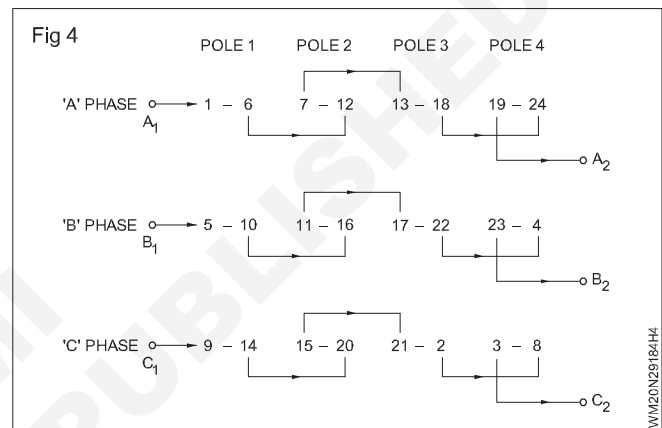 Fig 4
POLE 1 POLE 2 POLE 3 POLE 4
'A' PHASE 1 – 6 7 – 12 13 – 18 19 – 24
A1
A2
'B' PHASE 5 – 10 11 – 16 17 – 22 23 – 4
B1
B2
'C' PHASE 9 – 14 15 – 20 21 – 2 3 – 8
C1
C2
WM20N29184H4
PUBLISHED